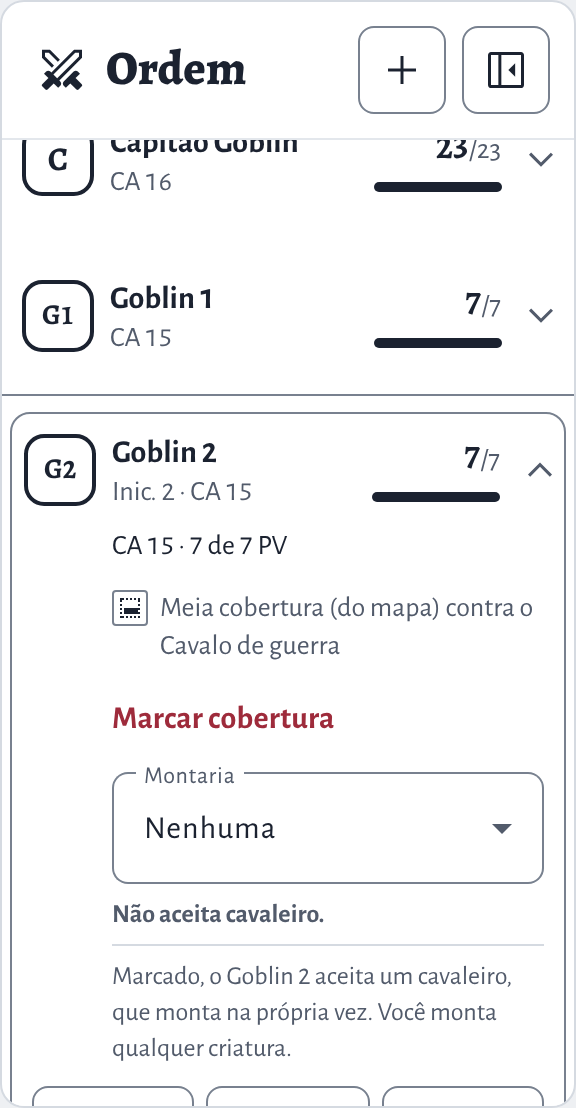 Ordem
C
Capitão Goblin
23/23
CA 16
G1
Goblin 1
7/7
CA 15
G2
Goblin 2
7/7
Inic. 2 · CA 15
CA 15 · 7 de 7 PV
Meia cobertura (do mapa) contra o
Cavalo de guerra
Marcar cobertura
Montaria
Nenhuma
Não aceita cavaleiro.
Marcado, o Goblin 2 aceita um cavaleiro,
que monta na própria vez. Você monta
qualquer criatura.